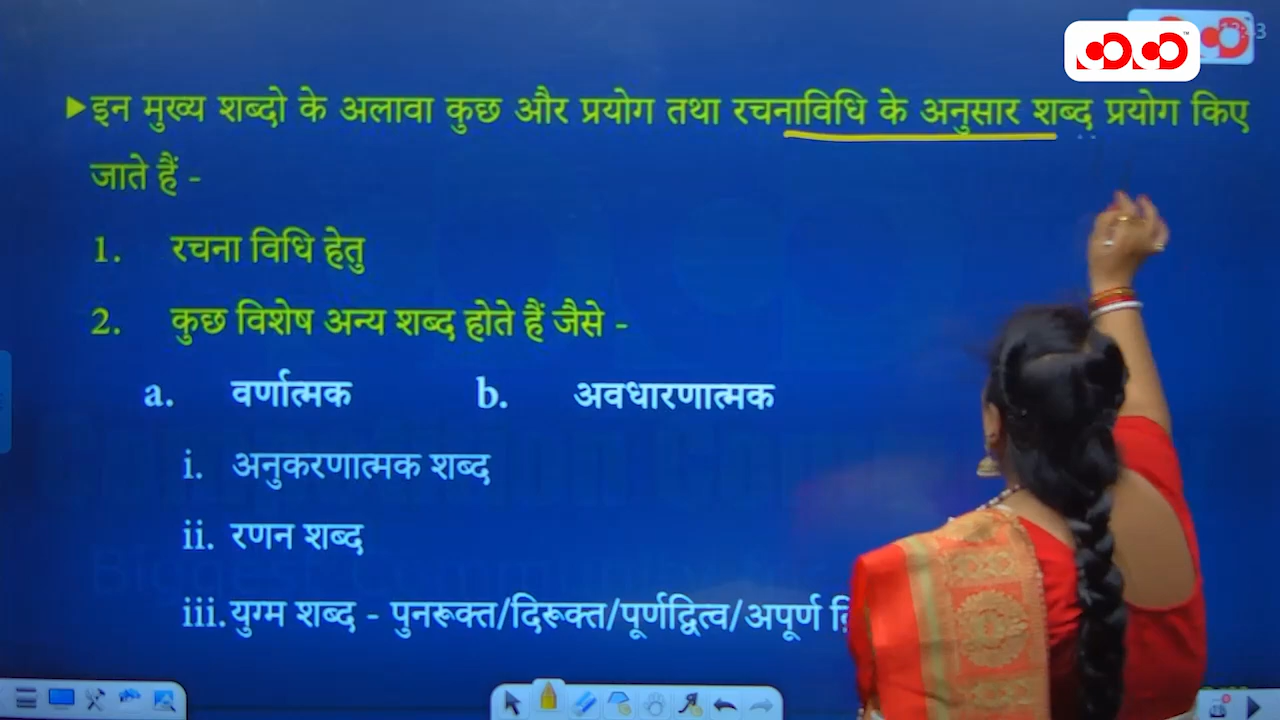 ▶इन मुख्य शब्दो के अलावा कुछ और प्रयोग तथा रचनाविधि के अनुसार शब्द प्रयोग किए
जाते हैं -
1. रचना विधि हेतु
2. कुछ विशेष अन्य शब्द होते हैं जैसे -
a. वर्णात्मक b. अवधारणात्मक
i. अनुकरणात्मक शब्द
ii. रणन शब्द
iii. युग्म शब्द - पुनरूक्त/दिरूक्त/पूर्णद्वित्व/अपूर्ण